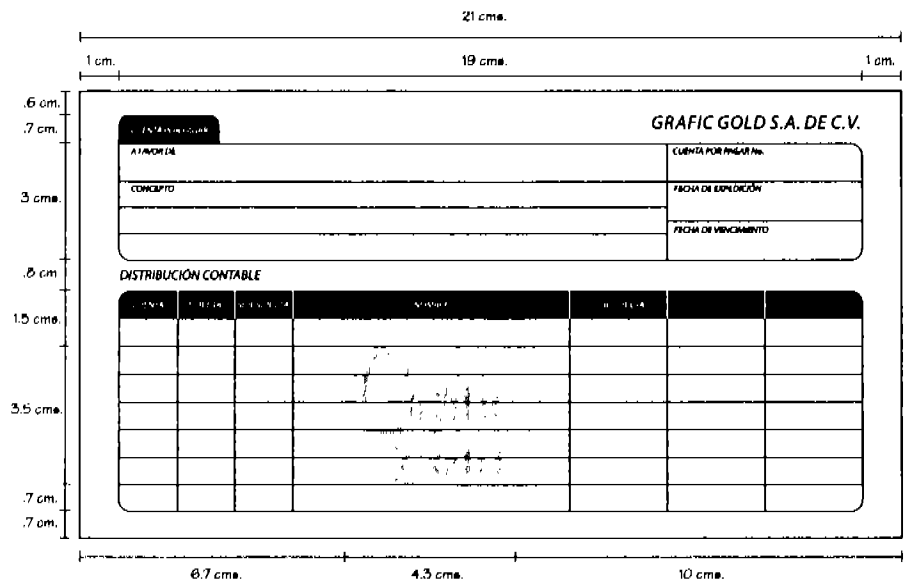 21 cms.
1 cm. 19 cms. 1 cm.
.6 cm.
.7 cm.
GRAFIC GOLD S.A. DE C.V.
A FAVOR DE
CUENTA POR PAGAR No.
3 cms.
CONCEPTO
FECHA DE EXPEDICIÓN
FECHA DE VENCIMIENTO
.8 cm.
DISTRIBUCIÓN CONTABLE
1.5 cms.
CUENTA
NOMBRE
3.5 cms.
.7 cm.
.7 cm.
6.7 cms. 4.3 cms. 10 cms.